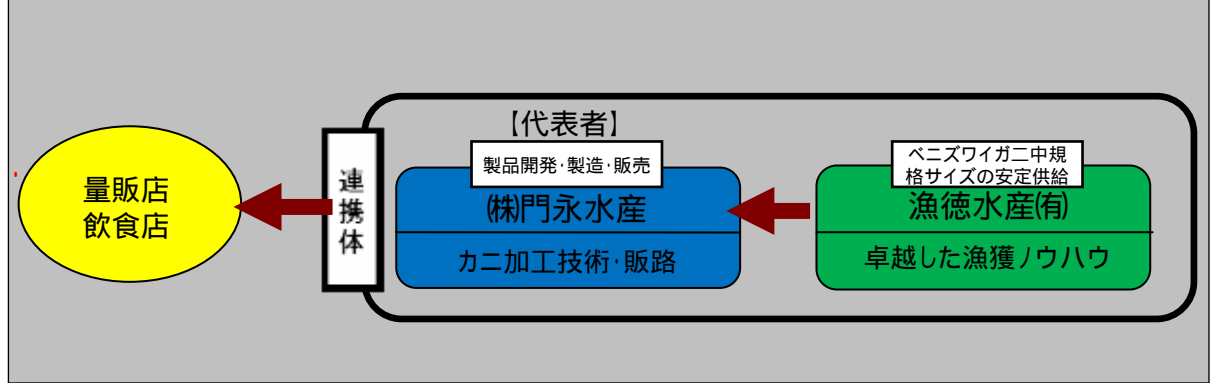 【代表者】
製品開発・製造・販売
㈱門永水産
カニ加工技術・販路
ベニズワイガニ中規
格サイズの安定供給
漁徳水産㈲
卓越した漁獲ノウハウ
連携体
量販店
飲食店